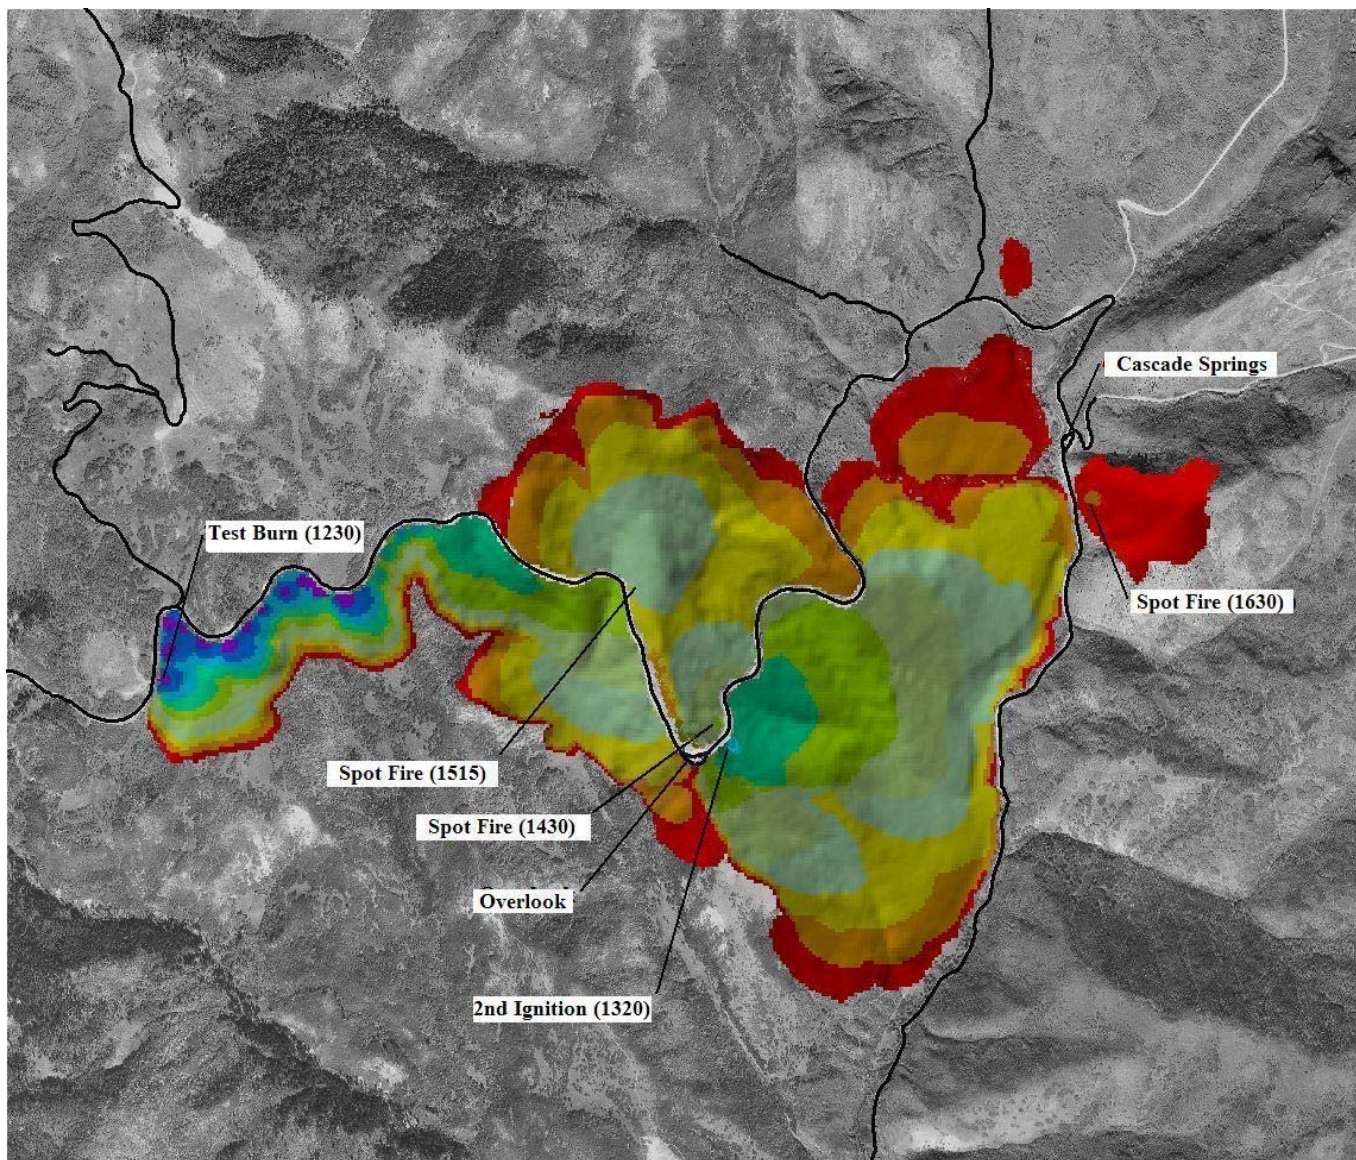 Cascade Springs
Test Burn (1230)
Spot Fire (1630)
Spot Fire (1515)
Spot Fire (1430)
Overlook
2nd Ignition (1320)